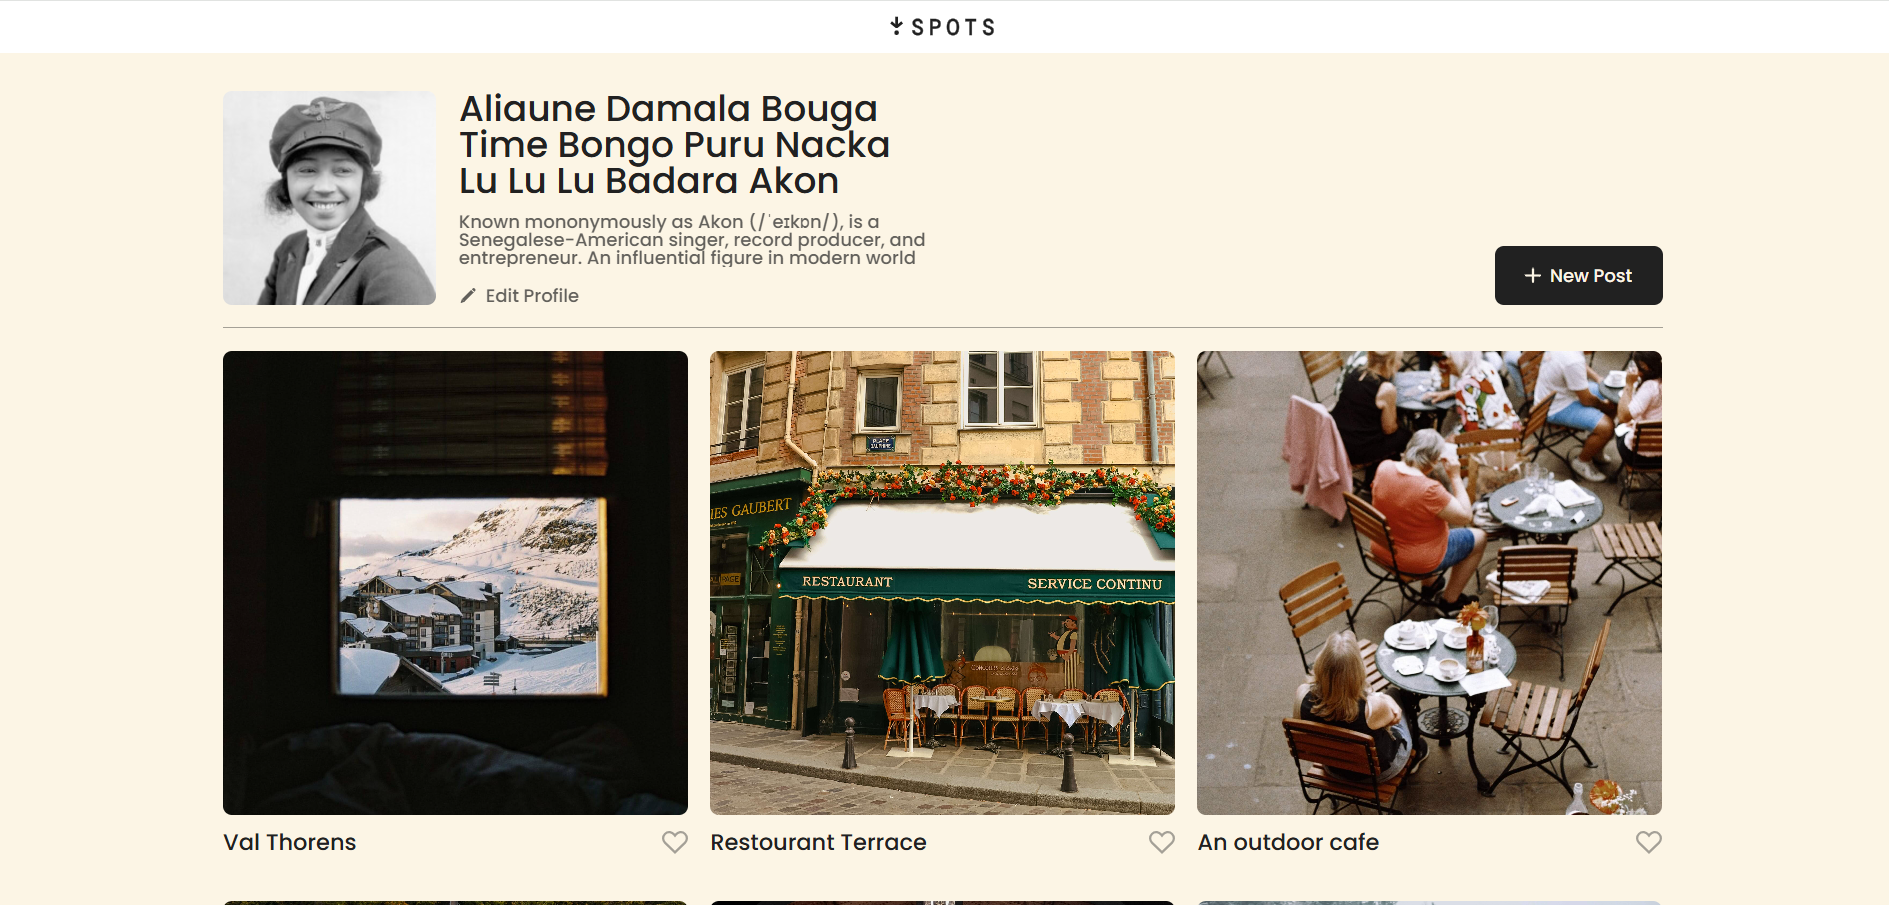 SPOTS
Aliaune Damala Bouga
Time Bongo Puru Nacka
Lu Lu Lu Badara Akon
Known mononymously as Akon (/ˈeɪkɒn/), is a
Senegalese-American singer, record producer, and
entrepreneur. An influential figure in modern world
Edit Profile
+ New Post
PLACE
DAUPHINE
IES GAUBERT
RESTAURANT
SERVICE CONTINU
Val Thorens
Restourant Terrace
An outdoor cafe